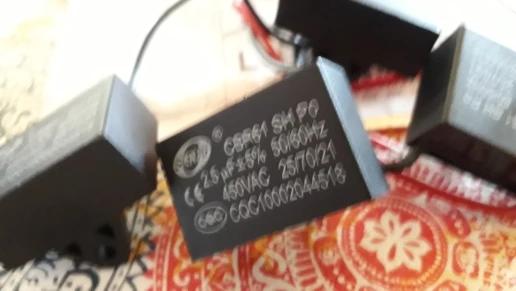 CBB61 SH P0
2.5 μF±5% 50/60Hz
450VAC 25/70/21
CQC10002044518